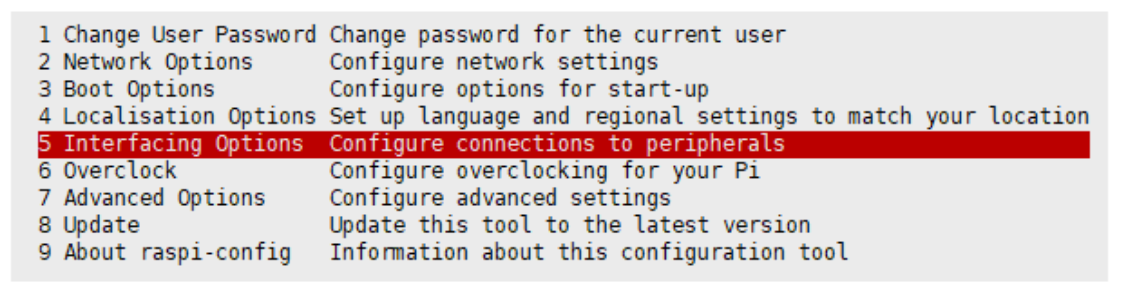 1 Change User Password Change password for the current user
2 Network Options Configure network settings
3 Boot Options Configure options for start-up
4 Localisation Options Set up language and regional settings to match your location
5 Interfacing Options Configure connections to peripherals
6 Overclock Configure overclocking for your Pi
7 Advanced Options Configure advanced settings
8 Update Update this tool to the latest version
9 About raspi-config Information about this configuration tool